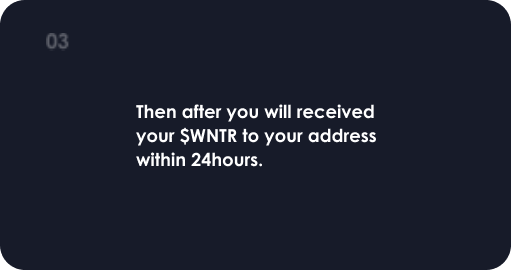 03
Then after you will received
your $WNTR to your address
within 24hours.